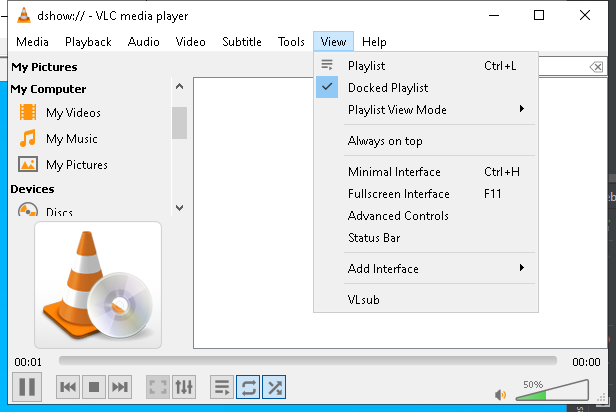 dshow:// - VLC media player
Media Playback Audio Video Subtitle Tools View Help
My Pictures
My Computer
My Videos
My Music
My Pictures
Devices
Discs
Playlist Ctrl+L
Docked Playlist
Playlist View Mode
Always on top
Minimal Interface Ctrl+H
Fullscreen Interface F11
Advanced Controls
Status Bar
Add Interface
VLsub
00:01 00:00
50%